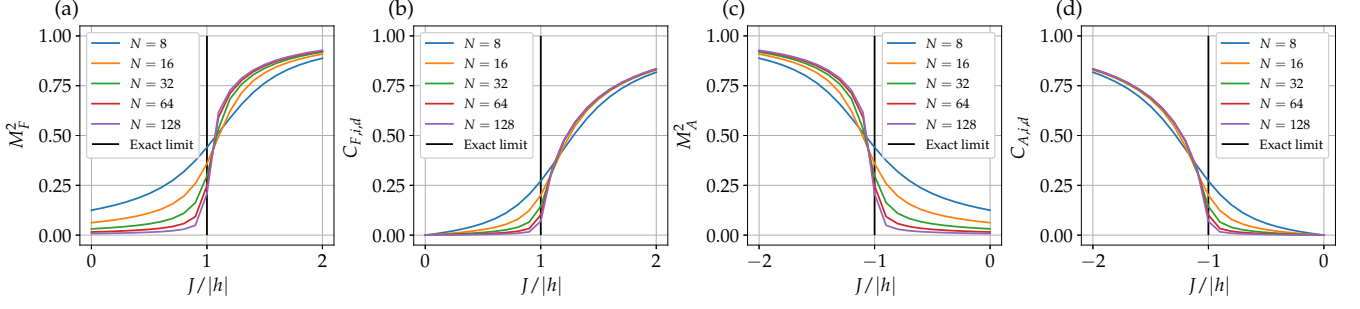 (a)
1.00
0.75
0.50
0.25
0.00
M²_F
N = 8
N = 16
N = 32
N = 64
N = 128
Exact limit
0
1
2
J/|h|
(b)
1.00
0.75
0.50
0.25
0.00
C_{F,i,d}
N = 8
N = 16
N = 32
N = 64
N = 128
Exact limit
0
1
2
J/|h|
(c)
1.00
0.75
0.50
0.25
0.00
M²_A
N = 8
N = 16
N = 32
N = 64
N = 128
Exact limit
−2
−1
0
J/|h|
(d)
1.00
0.75
0.50
0.25
0.00
C_{A,i,d}
N = 8
N = 16
N = 32
N = 64
N = 128
Exact limit
−2
−1
0
J/|h|